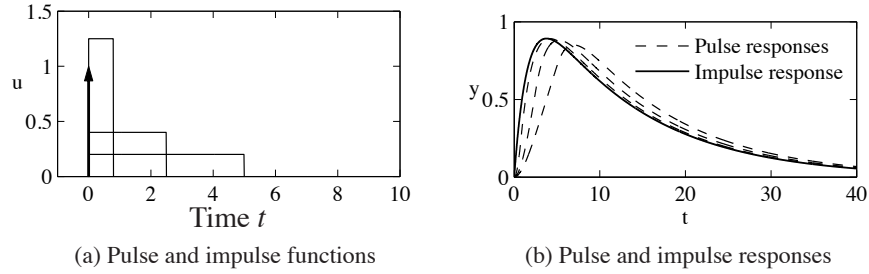 1.5
1
0.5
0
u
0 2 4 6 8 10
Time t
(a) Pulse and impulse functions
1
0.5
0
y
Pulse responses
Impulse response
0 10 20 30 40
t
(b) Pulse and impulse responses